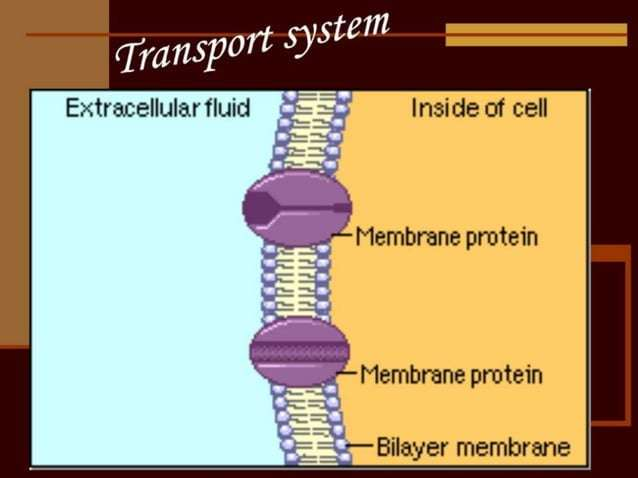 Transport system
Extracellular fluid
Inside of cell
Membrane protein
Membrane protein
Bilayer membrane